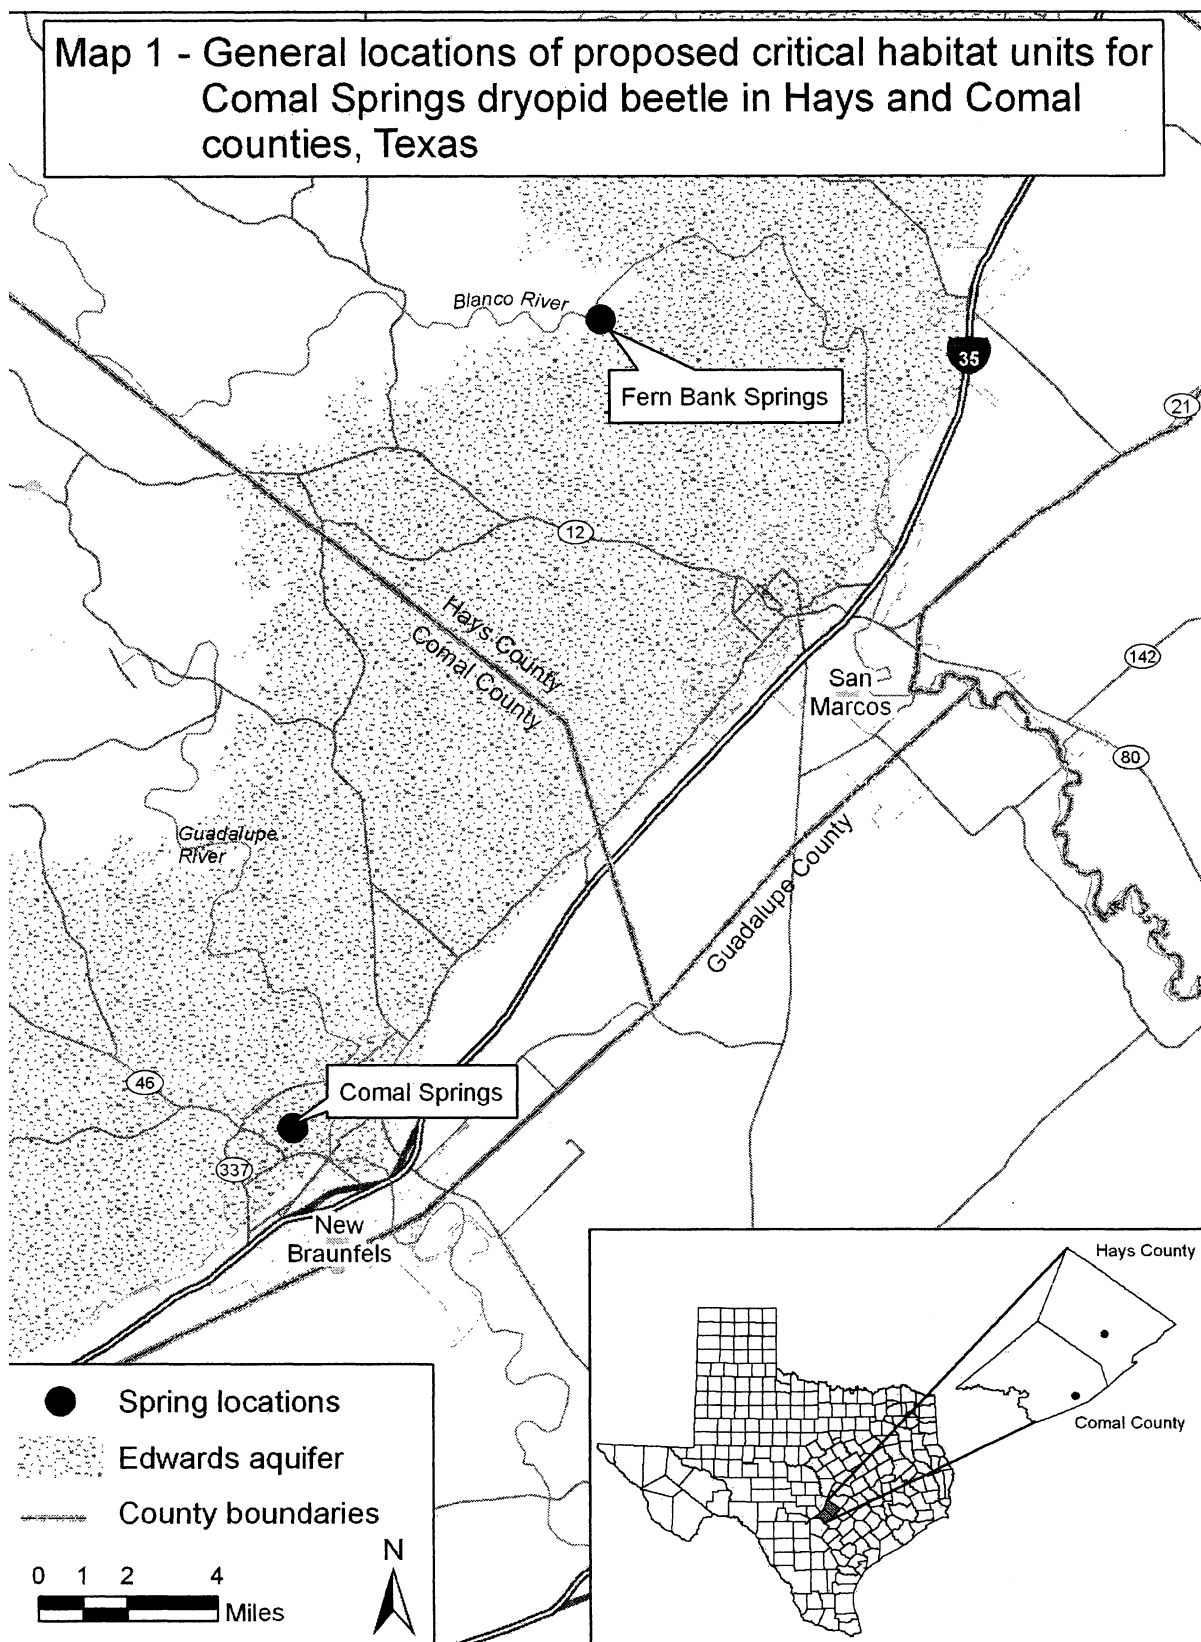 Map 1 - General locations of proposed critical habitat units for
Comal Springs dryopid beetle in Hays and Comal
counties, Texas
Blanco River
35
Fern Bank Springs
21
12
Hays County
Comal County
142
San
Marcos
80
Guadalupe
River
Guadalupe County
46
Comal Springs
337
New
Braunfels
Hays County
Comal County
Spring locations
Edwards aquifer
County boundaries
N
0 1 2 4
Miles